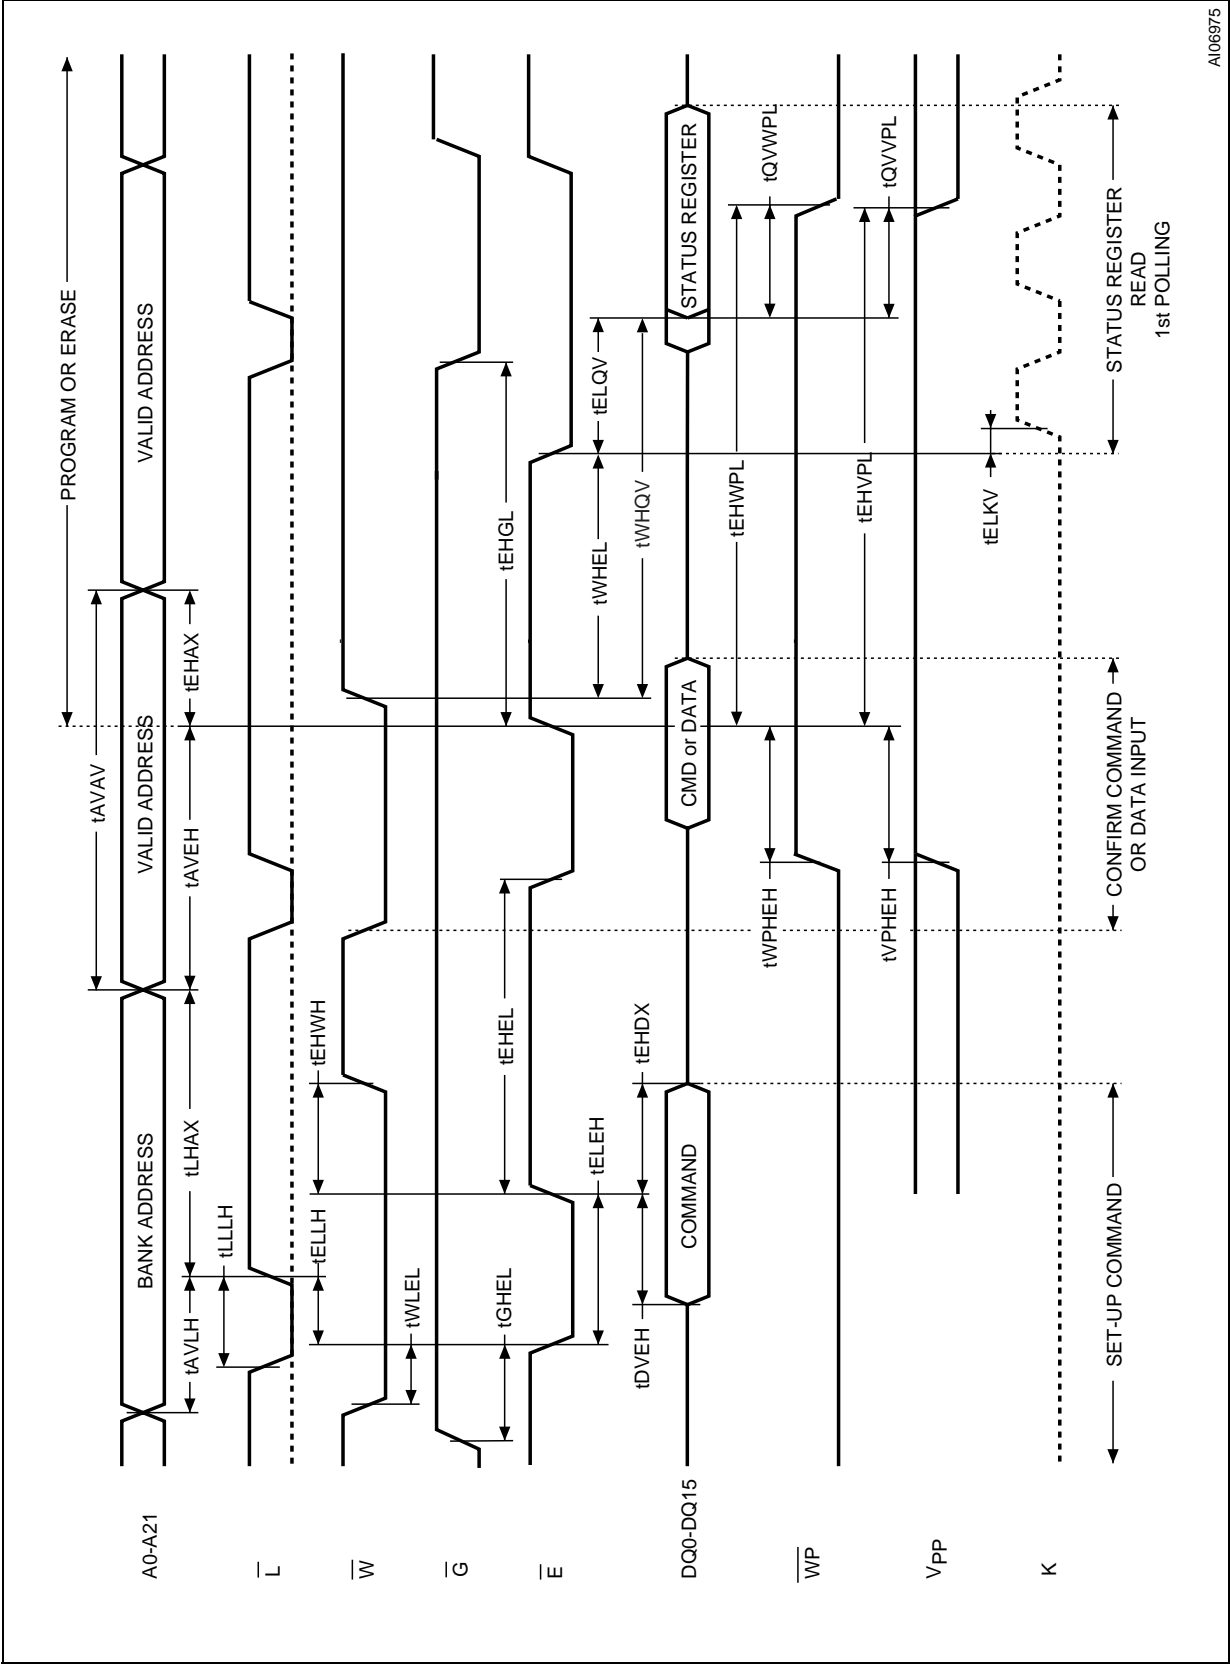 PROGRAM OR ERASE
tAVAV
A0-A21
BANK ADDRESS
VALID ADDRESS
VALID ADDRESS
tAVLH
tLHAX
tAVEH
tEHAX
tLLLH
L
tELLH
tEHWH
W
tWLEL
G
tGHEL
tEHEL
tEHGL
E
tELEH
tWHEL
tELQV
tDVEH
tEHDX
tWHQV
DQ0-DQ15
COMMAND
CMD or DATA
STATUS REGISTER
tEHWPL
tWPHEH
tQVWPL
WP
tEHVPL
tVPHEH
tQVVPL
VPP
tELKV
K
SET-UP COMMAND
CONFIRM COMMAND
OR DATA INPUT
STATUS REGISTER
READ
1st POLLING
AI06975